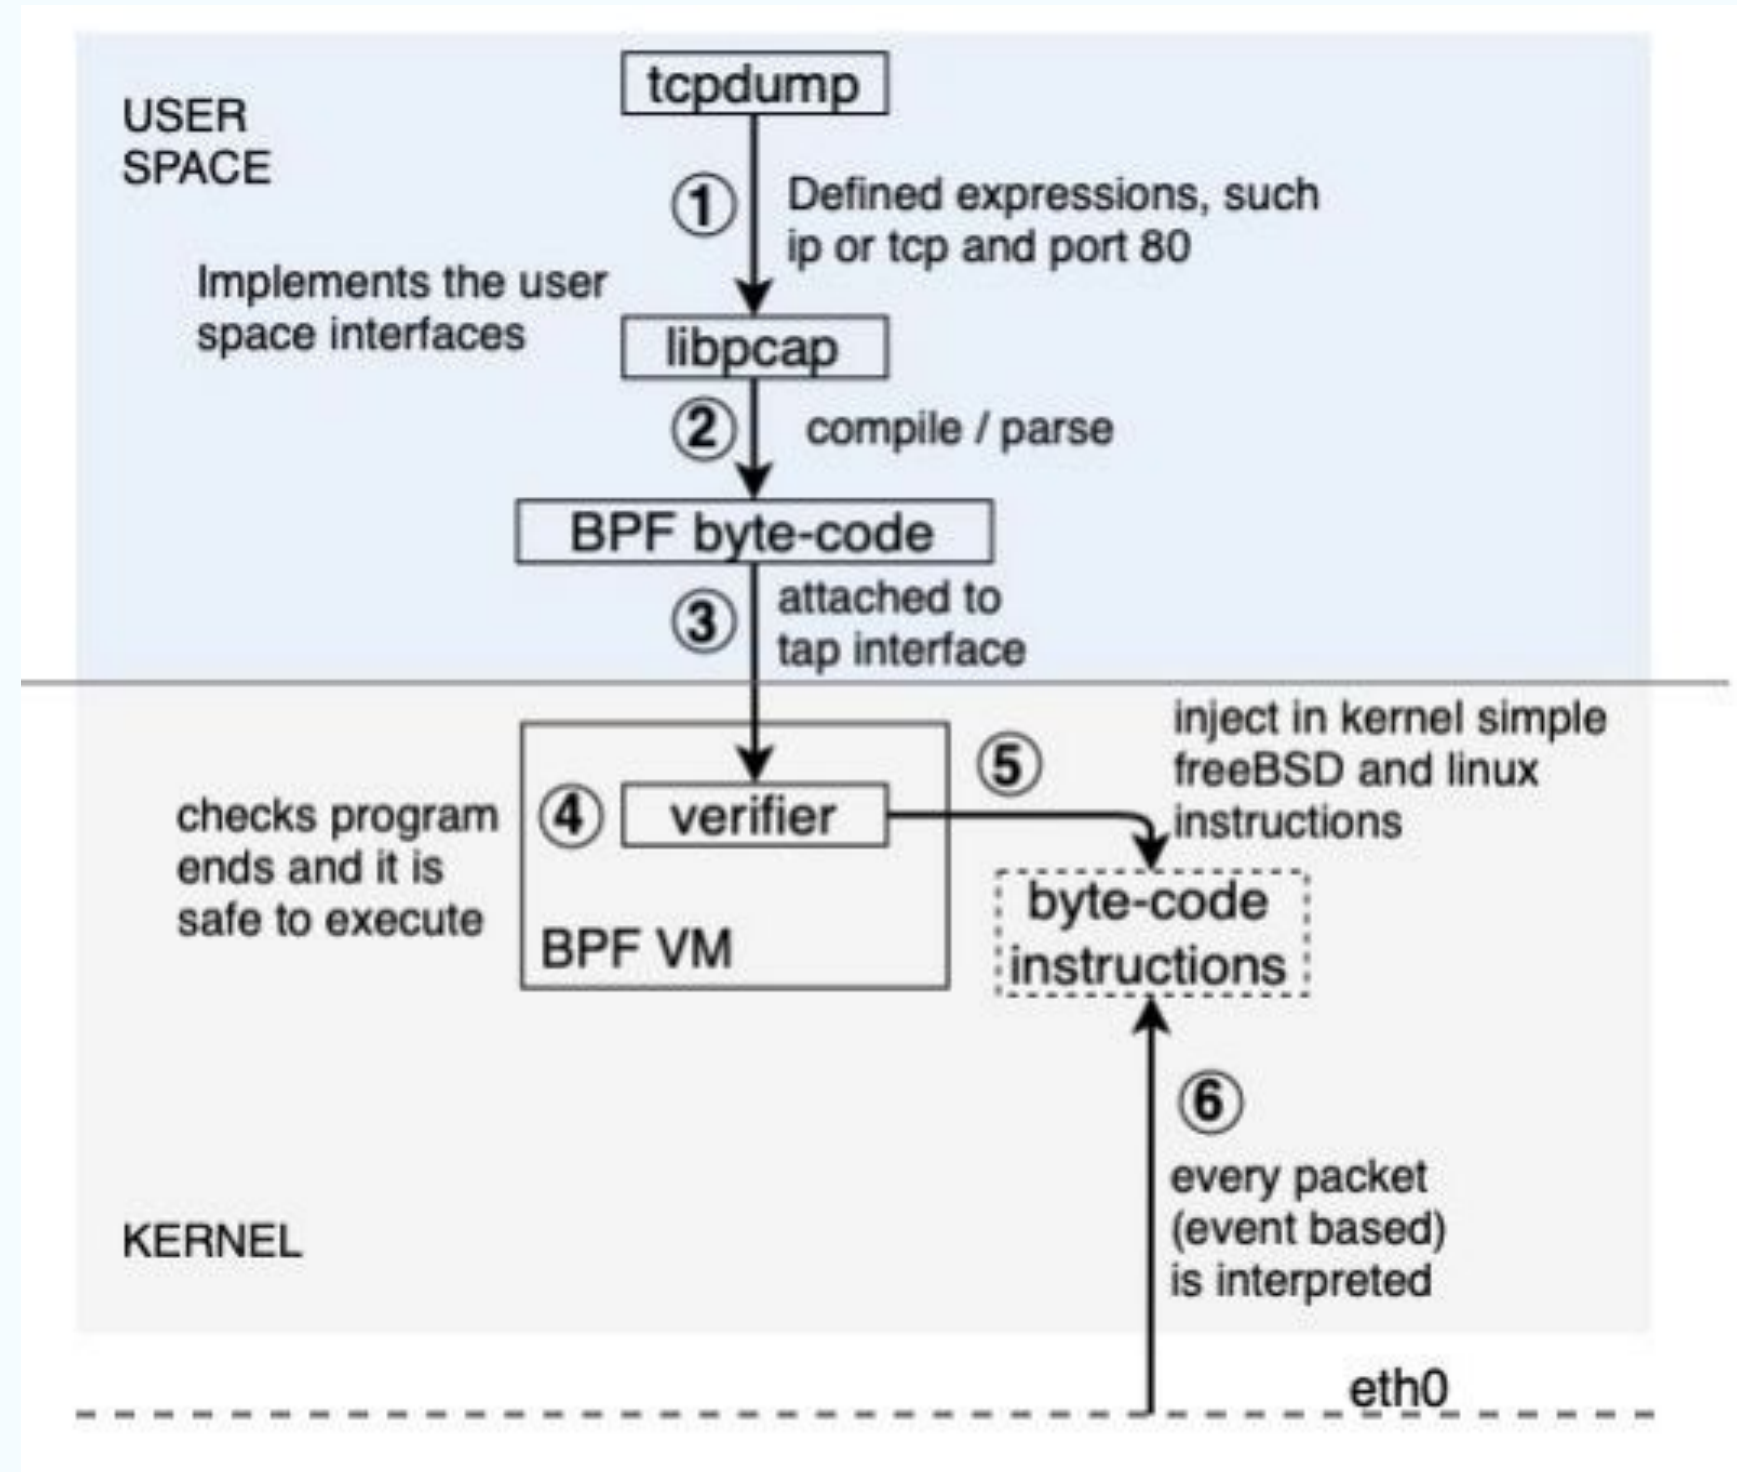 tcpdump
USER
SPACE
1
Defined expressions, such
ip or tcp and port 80
Implements the user
space interfaces
libpcap
2
compile / parse
BPF byte-code
3
attached to
tap interface
inject in kernel simple
freeBSD and linux
instructions
5
checks program
ends and it is
safe to execute
4
verifier
BPF VM
byte-code
instructions
6
every packet
(event based)
is interpreted
KERNEL
eth0